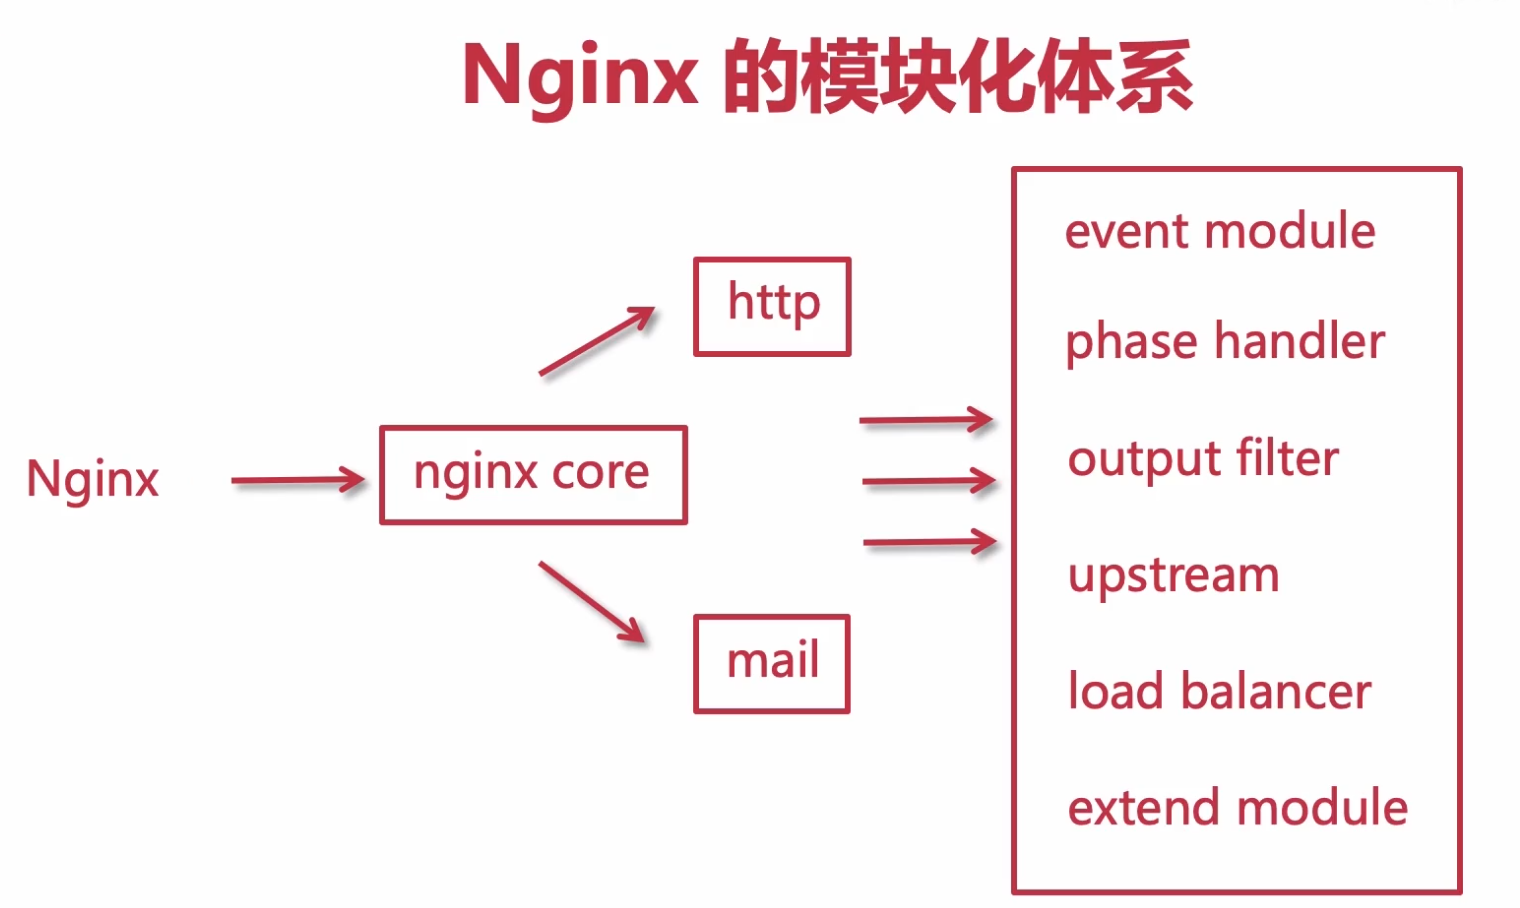 Nginx 的模块化体系
Nginx
nginx core
http
mail
event module
phase handler
output filter
upstream
load balancer
extend module